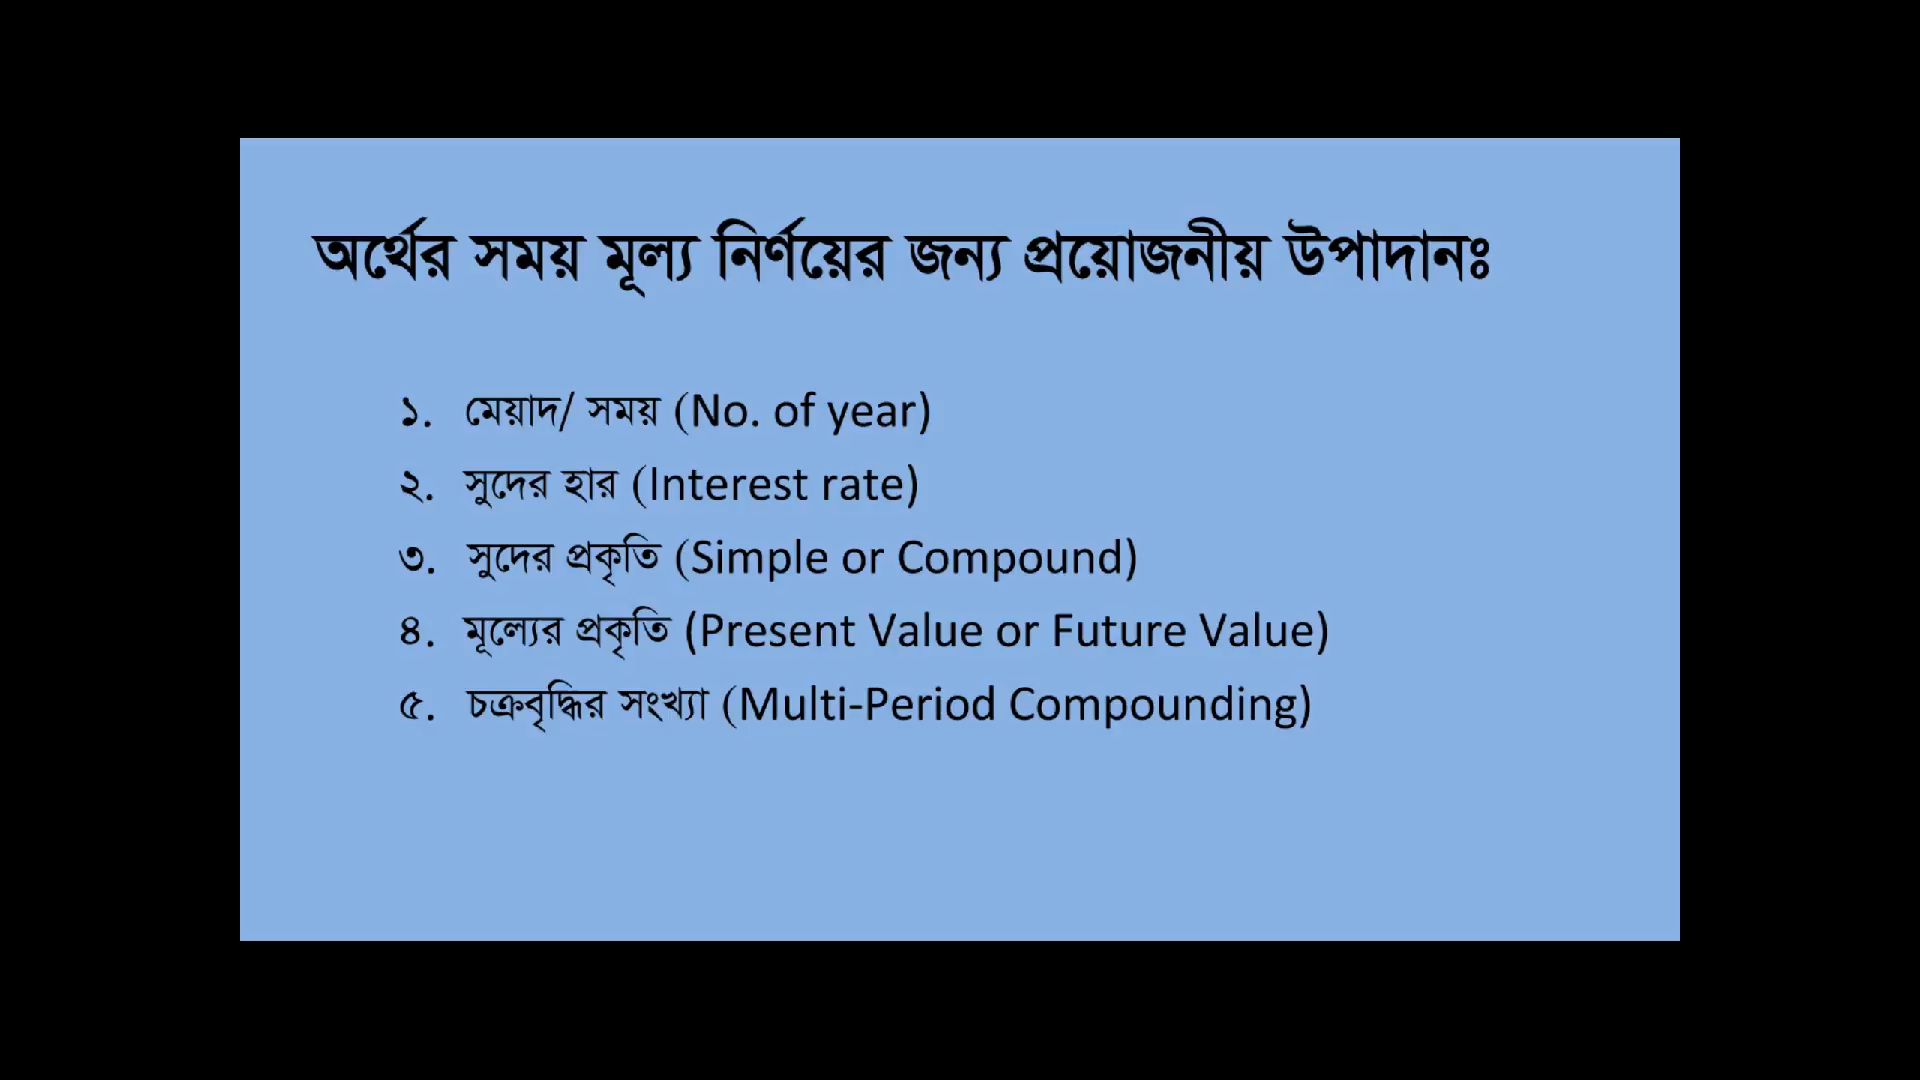 অর্থের সময় মূল্য নির্ণয়ের জন্য প্রয়োজনীয় উপাদানঃ
১. মেয়াদ/ সময় (No. of year)
২. সুদের হার (Interest rate)
৩. সুদের প্রকৃতি (Simple or Compound)
৪. মূল্যের প্রকৃতি (Present Value or Future Value)
৫. চক্রবৃদ্ধির সংখ্যা (Multi-Period Compounding)